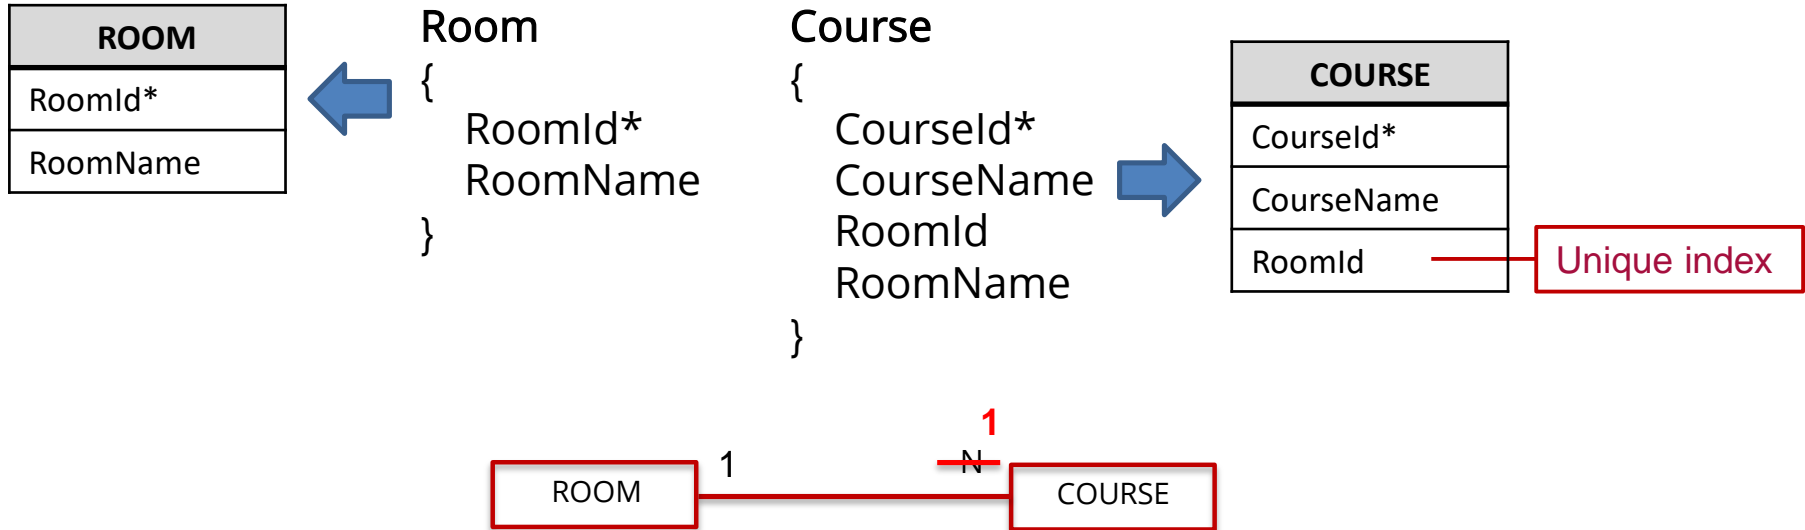 ROOM
RoomId*
RoomName
Room
{
RoomId*
RoomName
}
Course
{
CourseId*
CourseName
RoomId
RoomName
}
COURSE
CourseId*
CourseName
RoomId
Unique index
1
1
N
ROOM
COURSE